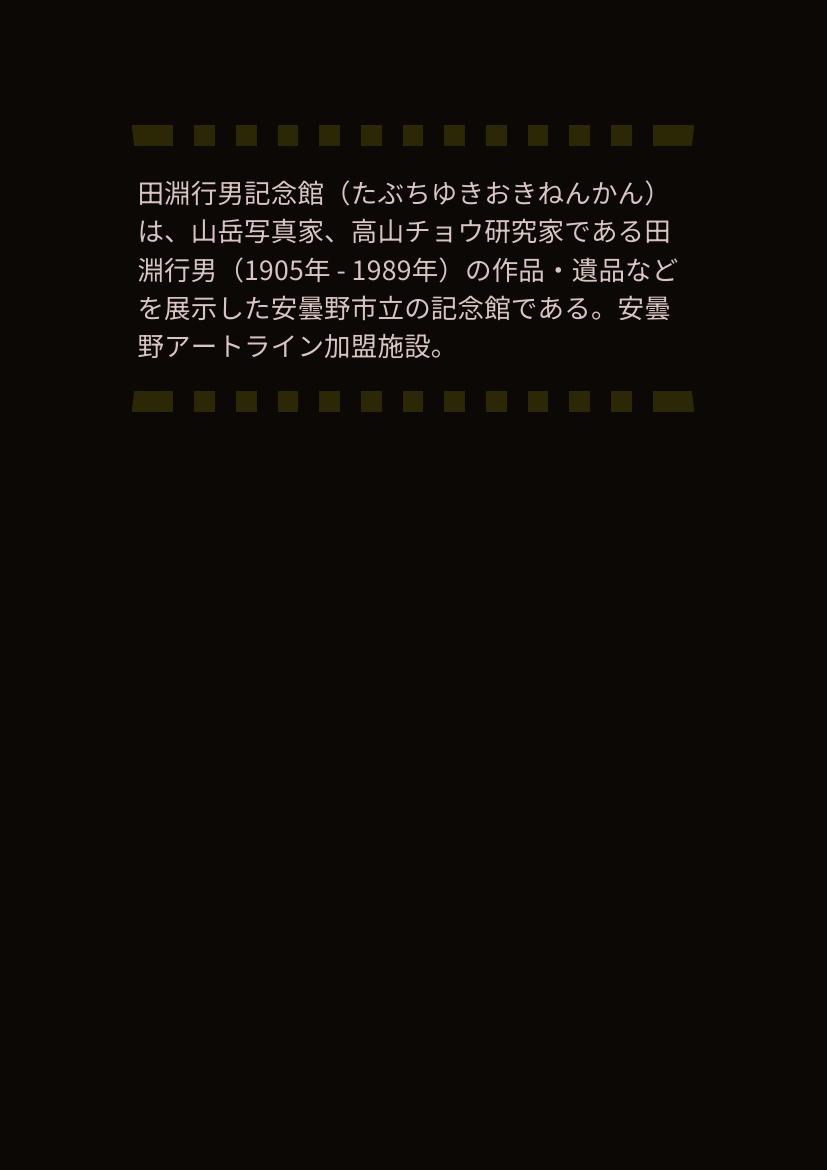 田淵行男記念館（たぶちゆきおきねんかん）
は、山岳写真家、高山チョウ研究家である田
淵行男（1905年 - 1989年）の作品・遺品など
を展示した安曇野市立の記念館である。安曇
野アートライン加盟施設。